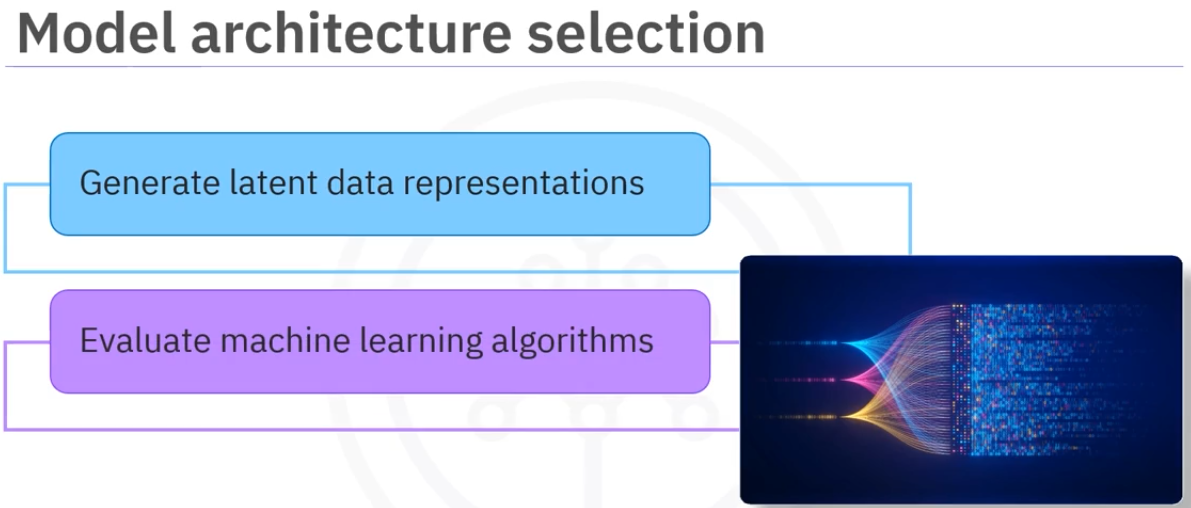 Model architecture selection
Generate latent data representations
Evaluate machine learning algorithms